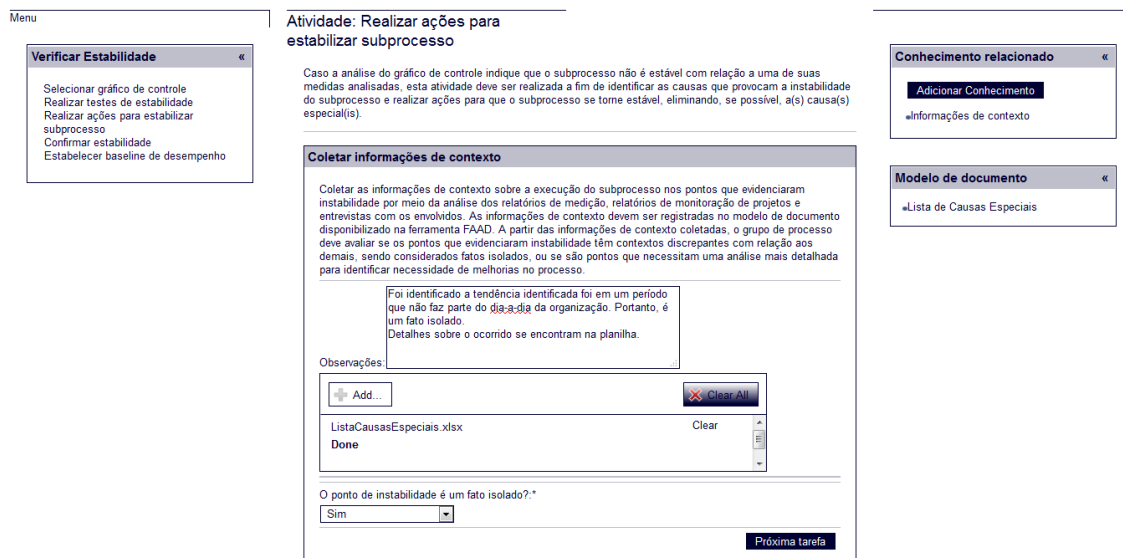 Menu
Verificar Estabilidade «
Selecionar gráfico de controle
Realizar testes de estabilidade
Realizar ações para estabilizar
subprocesso
Confirmar estabilidade
Estabelecer baseline de desempenho
Atividade: Realizar ações para
estabilizar subprocesso
Caso a análise do gráfico de controle indique que o subprocesso não é estável com relação a uma de suas
medidas analisadas, esta atividade deve ser realizada a fim de identificar as causas que provocam a instabilidade
do subprocesso e realizar ações para que o subprocesso se torne estável, eliminando, se possível, a(s) causa(s)
especial(is).
Coletar informações de contexto
Coletar as informações de contexto sobre a execução do subprocesso nos pontos que evidenciaram
instabilidade por meio da análise dos relatórios de medição, relatórios de monitoração de projetos e
entrevistas com os envolvidos. As informações de contexto devem ser registradas no modelo de documento
disponibilizado na ferramenta FAAD. A partir das informações de contexto coletadas, o grupo de processo
deve avaliar se os pontos que evidenciaram instabilidade têm contextos discrepantes com relação aos
demais, sendo considerados fatos isolados, ou se são pontos que necessitam uma análise mais detalhada
para identificar necessidade de melhorias no processo.
Foi identificado a tendência identificada foi em um período
que não faz parte do dia-a-dia da organização. Portanto, é
um fato isolado.
Detalhes sobre o ocorrido se encontram na planilha.
Observações:
Add...
Clear All
ListaCausasEspeciais.xlsx
Clear
Done
O ponto de instabilidade é um fato isolado?:*
Sim
Próxima tarefa
Conhecimento relacionado «
Adicionar Conhecimento
Informações de contexto
Modelo de documento «
Lista de Causas Especiais